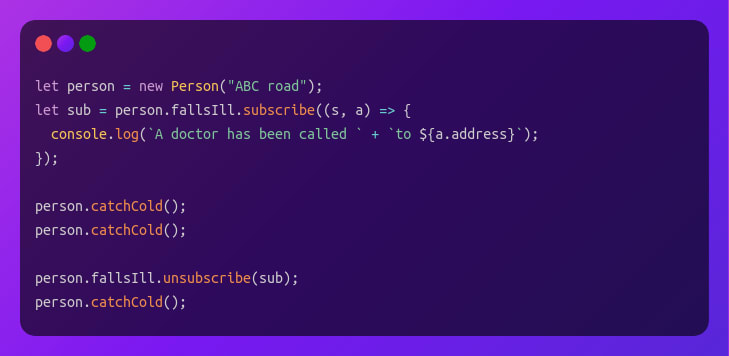 let person = new Person("ABC road");
let sub = person.fallsIll.subscribe((s, a) => {
  console.log(`A doctor has been called ` + `to ${a.address}`);
});

person.catchCold();
person.catchCold();

person.fallsIll.unsubscribe(sub);
person.catchCold();